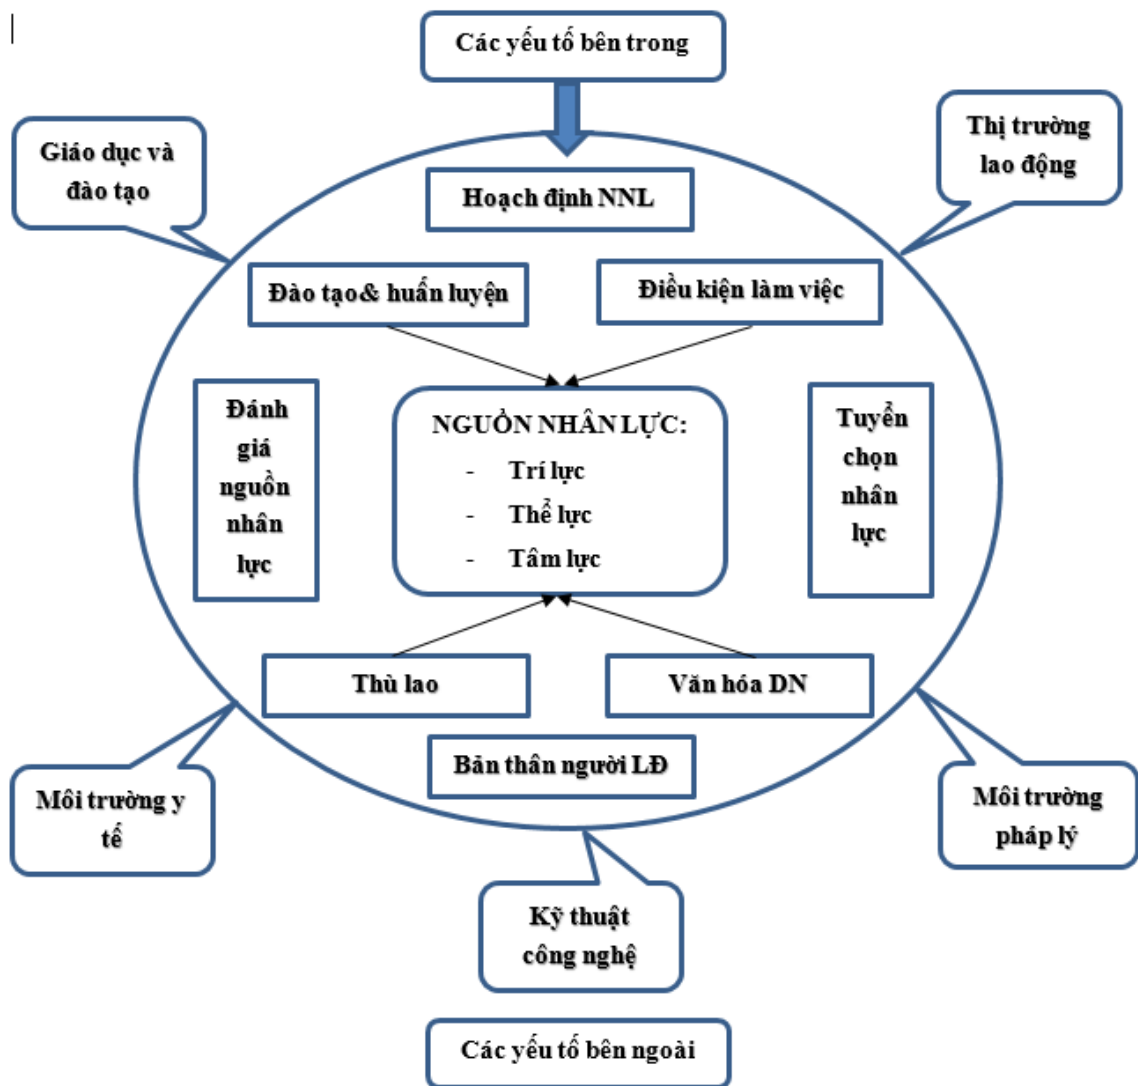 Các yếu tố bên trong
Giáo dục và
đào tạo
Thị trường
lao động
Hoạch định NNL
Đào tạo& huấn luyện
Điều kiện làm việc
Đánh
giá
nguồn
nhân
lực
NGUỒN NHÂN LỰC:
- Trí lực
- Thể lực
- Tâm lực
Tuyển
chọn
nhân
lực
Thù lao
Văn hóa DN
Bản thân người LĐ
Môi trường y
tế
Môi trường
pháp lý
Kỹ thuật
công nghệ
Các yếu tố bên ngoài